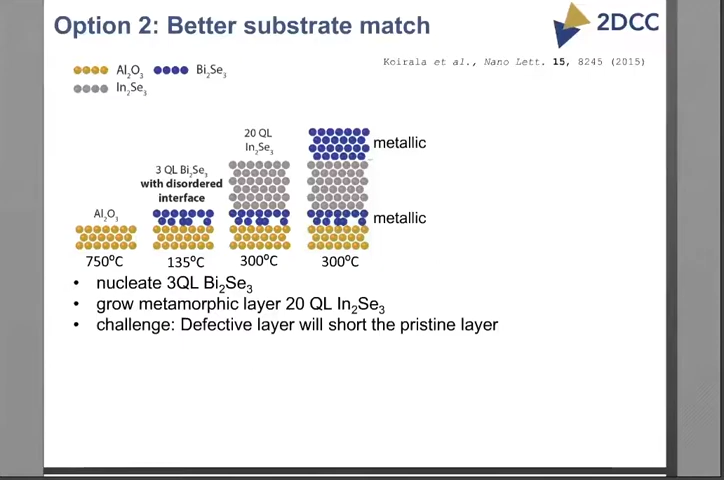 Option 2: Better substrate match
2DCC
Koirala et al., Nano Lett. 15, 8245 (2015)
Al₂O₃ Bi₂Se₃
In₂Se₃
20 QL
In₂Se₃
metallic
3 QL Bi₂Se₃
with disordered
interface
Al₂O₃
metallic
750°C 135°C 300°C 300°C
• nucleate 3QL Bi₂Se₃
• grow metamorphic layer 20 QL In₂Se₃
• challenge: Defective layer will short the pristine layer